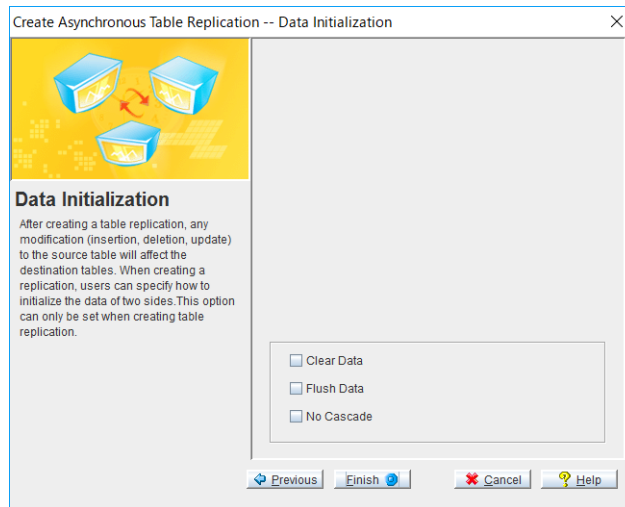 Create Asynchronous Table Replication -- Data Initialization
Data Initialization
After creating a table replication, any
modification (insertion, deletion, update)
to the source table will affect the
destination tables. When creating a
replication, users can specify how to
initialize the data of two sides.This option
can only be set when creating table
replication.
Clear Data
Flush Data
No Cascade
Previous Finish Cancel Help